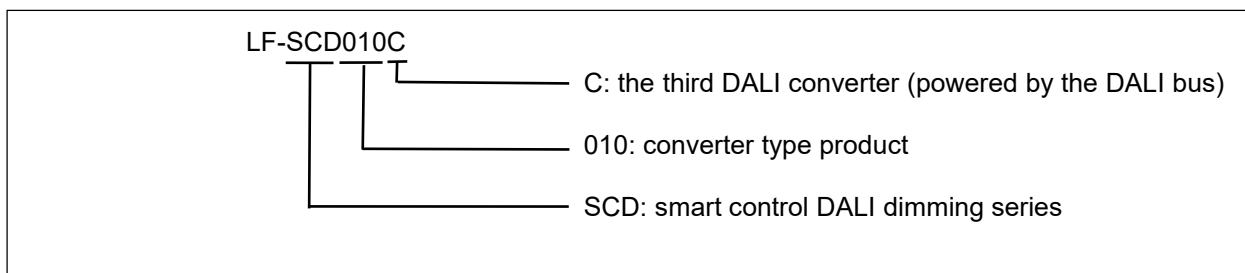 LF-SCD010C
C: the third DALI converter (powered by the DALI bus)
010: converter type product
SCD: smart control DALI dimming series